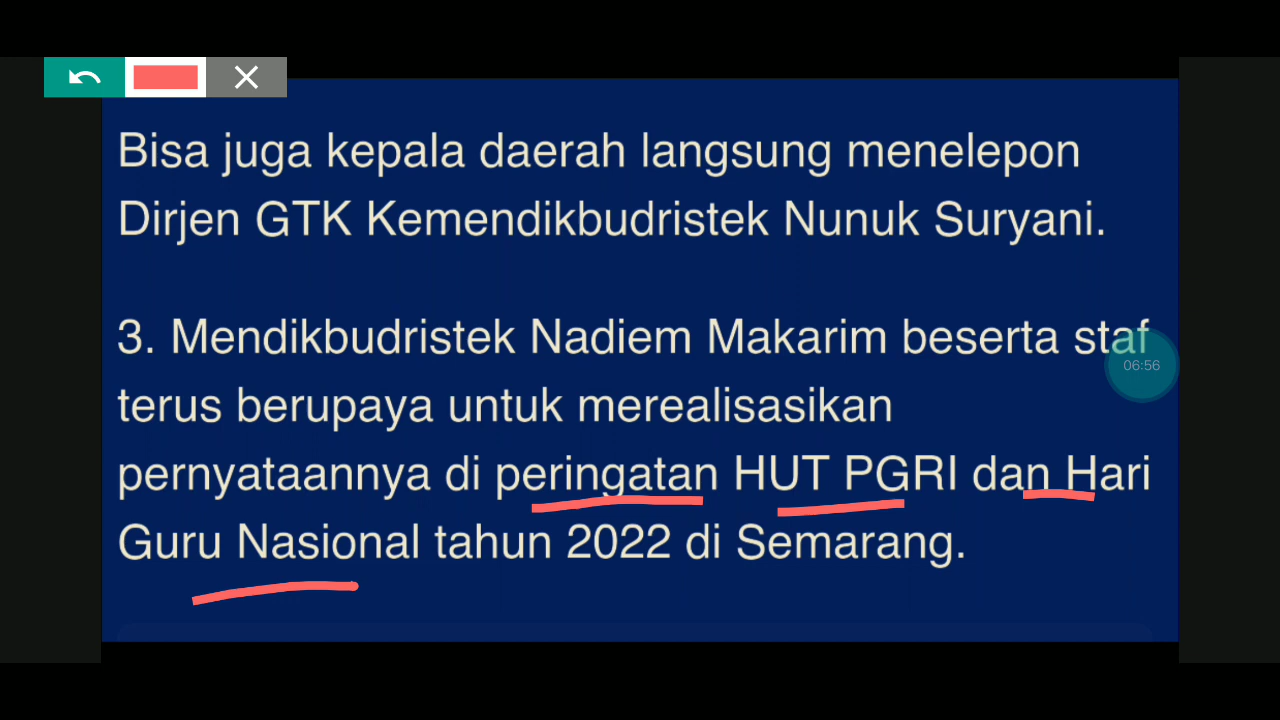 Bisa juga kepala daerah langsung menelepon
Dirjen GTK Kemendikbudristek Nunuk Suryani.
3. Mendikbudristek Nadiem Makarim beserta staf
06:56
terus berupaya untuk merealisasikan
pernyataannya di peringatan HUT PGRI dan Hari
Guru Nasional tahun 2022 di Semarang.